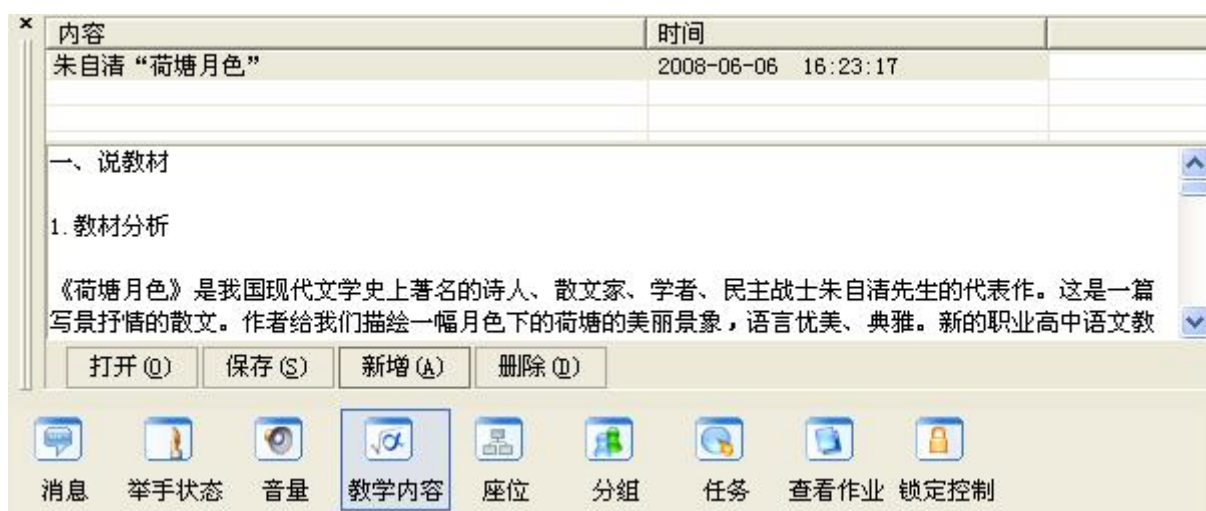 内容 时间
朱自清“荷塘月色” 2008-06-06 16:23:17
一、说教材
1.教材分析
《荷塘月色》是我国现代文学史上著名的诗人、散文家、学者、民主战士朱自清先生的代表作。这是一篇
写景抒情的散文。作者给我们描绘一幅月色下的荷塘的美丽景象,语言优美、典雅。新的职业高中语文教
打开(O) 保存(S) 新增(A) 删除(D)
消息 举手状态 音量 教学内容 座位 分组 任务 查看作业 锁定控制